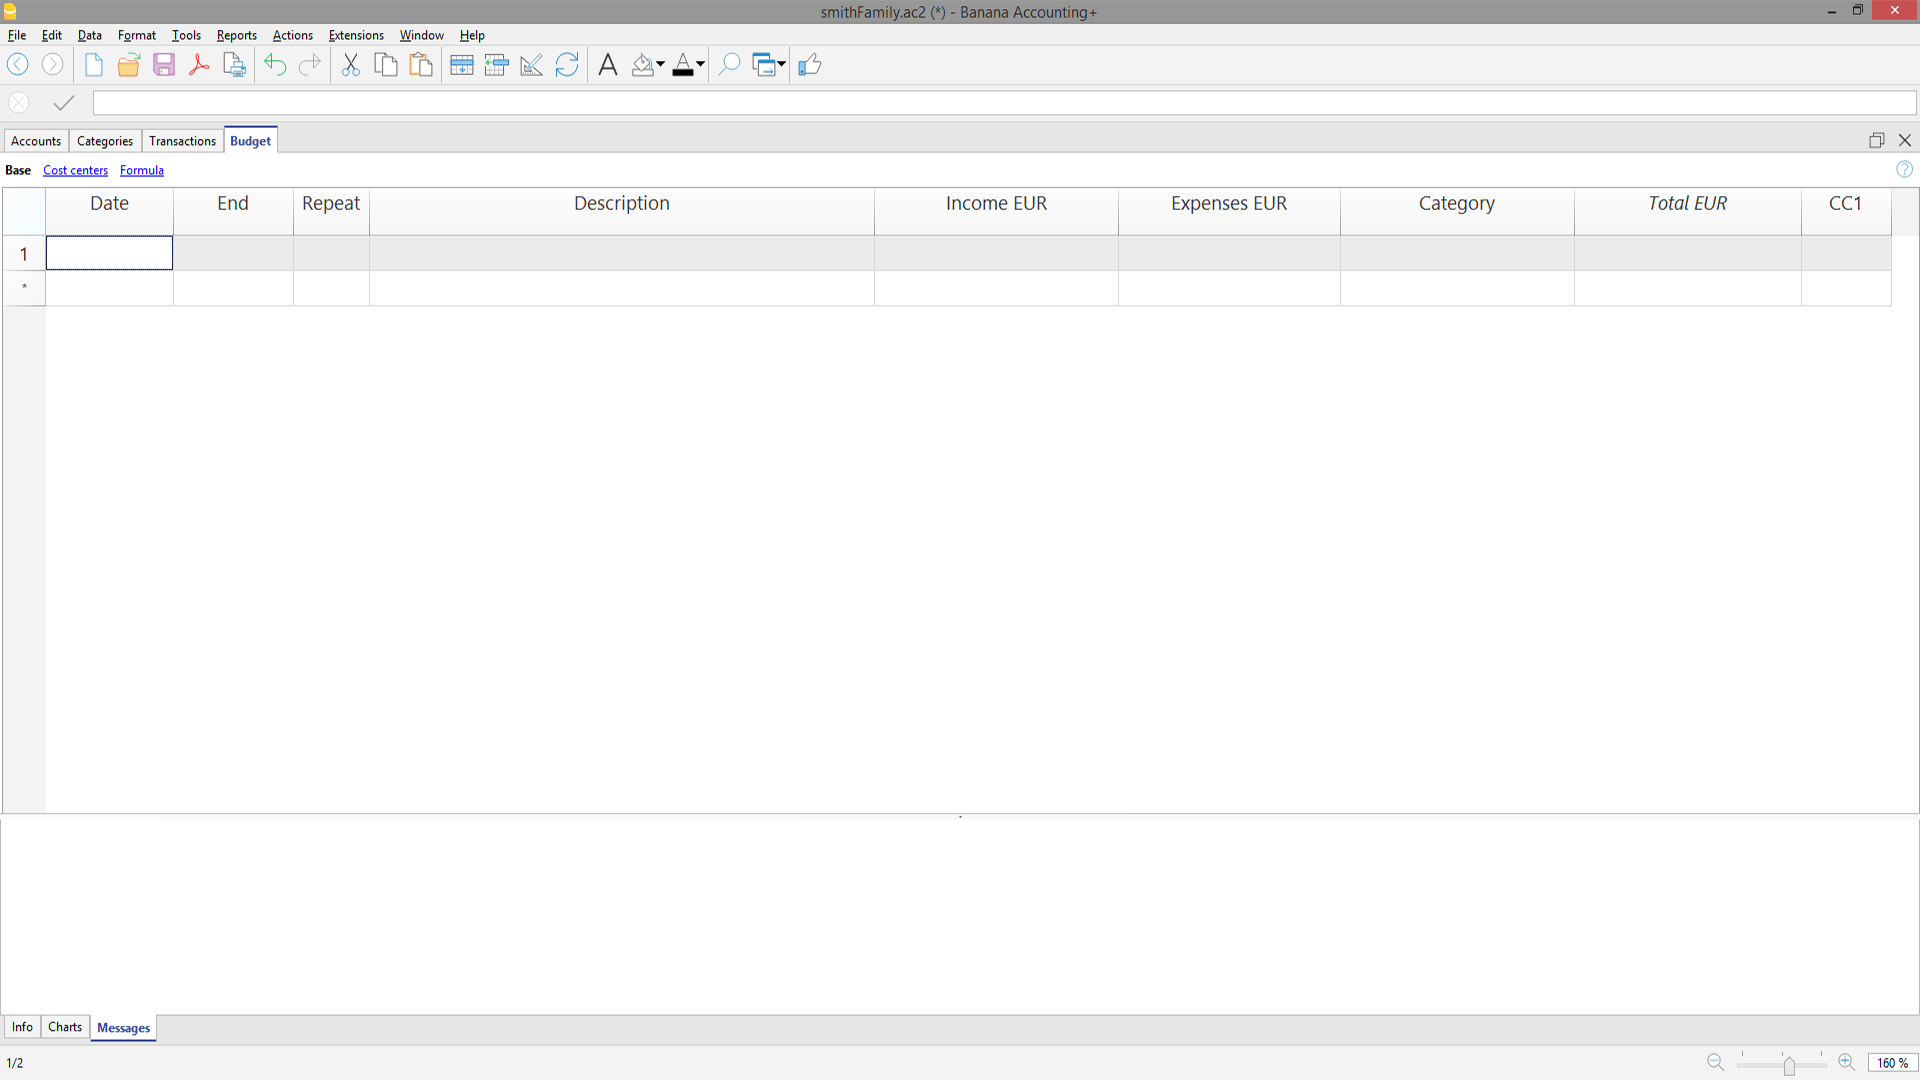 smithFamily.ac2 (*) - Banana Accounting+
File Edit Data Format Tools Reports Actions Extensions Window Help
Accounts Categories Transactions Budget
Base Cost centers Formula
Date End Repeat Description Income EUR Expenses EUR Category Total EUR CC1
1
*
Info Charts Messages
1/2 160 %